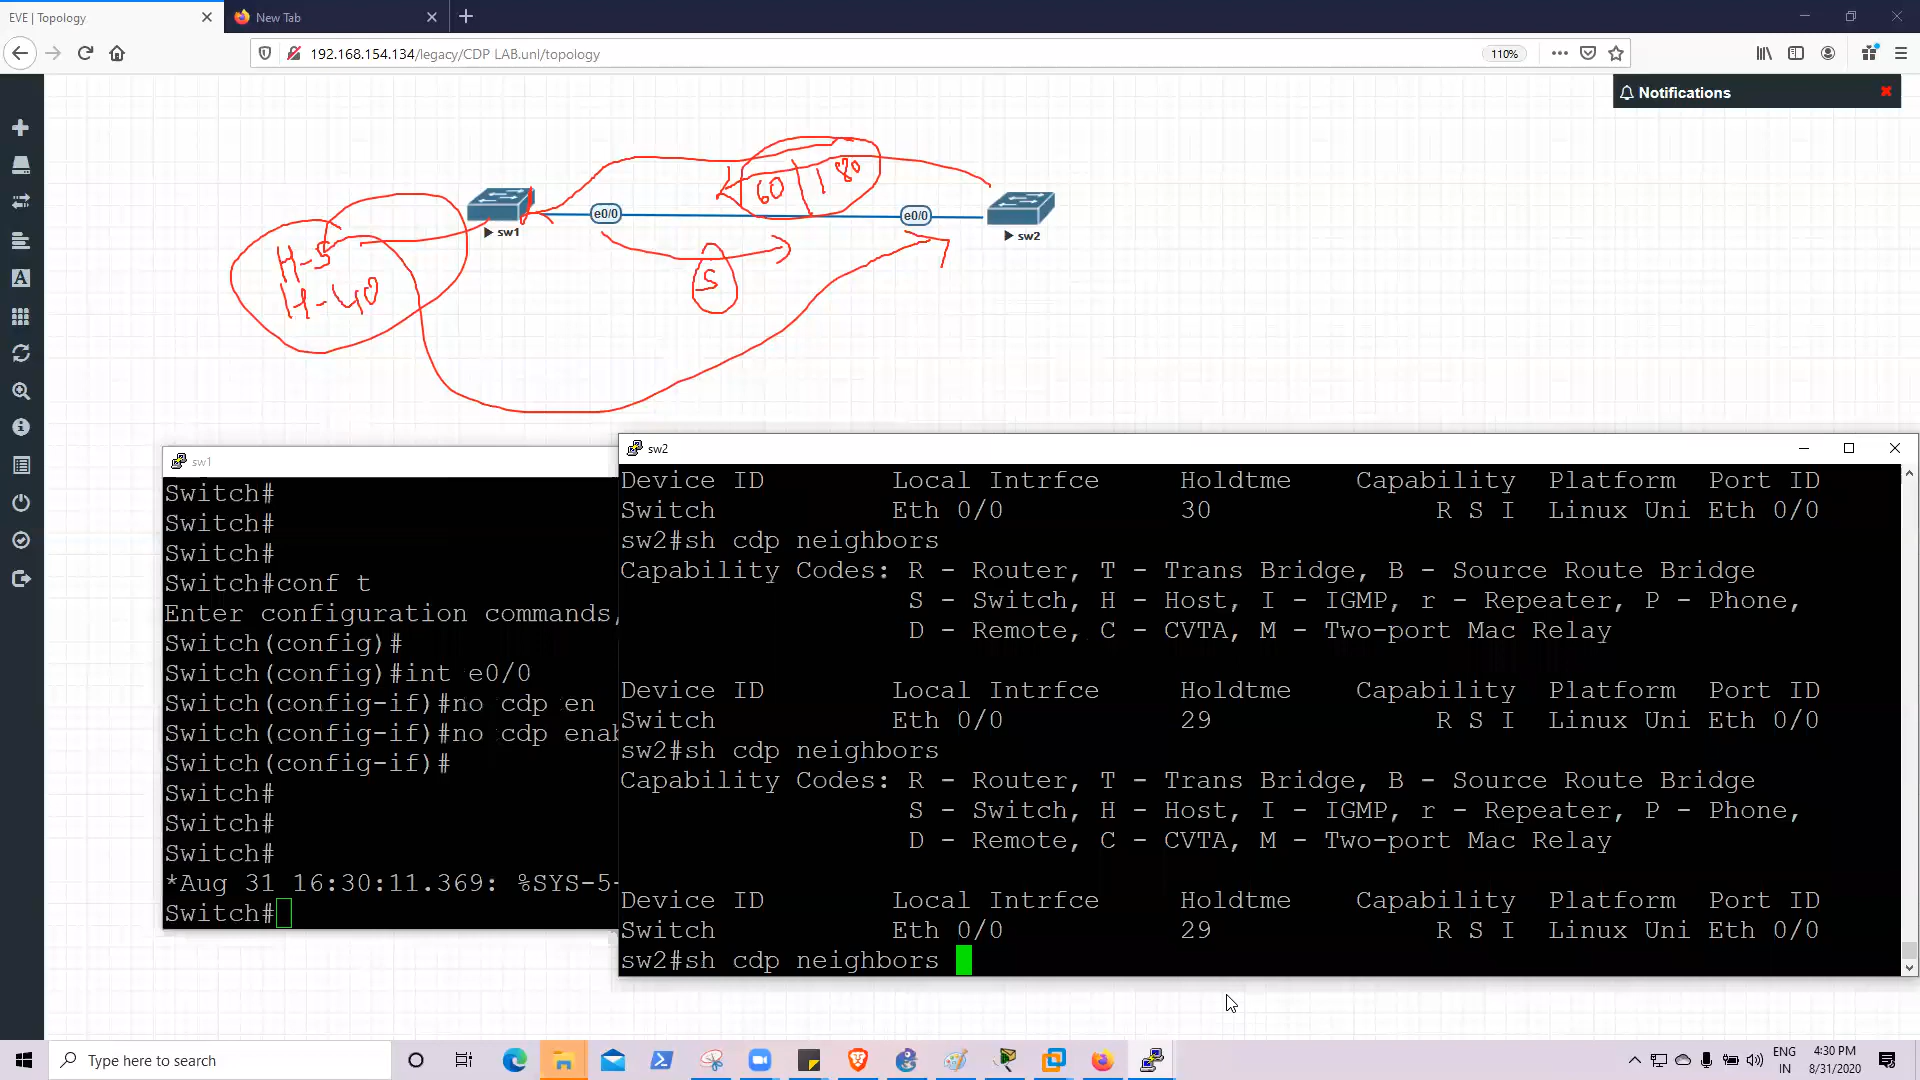 EVE | Topology
New Tab
192.168.154.134/legacy/CDP LAB.unl/topology
110%
Notifications
60 180
e0/0
e0/0
sw1
sw2
H-5
H-40
S
sw1
Switch#
Switch#
Switch#
Switch#conf t
Enter configuration commands,
Switch(config)#
Switch(config)#int e0/0
Switch(config-if)#no cdp en
Switch(config-if)#no cdp enab
Switch(config-if)#
Switch#
Switch#
Switch#
*Aug 31 16:30:11.369: %SYS-5-
Switch#
sw2
Device ID Local Intrfce Holdtme Capability Platform Port ID
Switch Eth 0/0 30 R S I Linux Uni Eth 0/0
sw2#sh cdp neighbors
Capability Codes: R - Router, T - Trans Bridge, B - Source Route Bridge
S - Switch, H - Host, I - IGMP, r - Repeater, P - Phone,
D - Remote, C - CVTA, M - Two-port Mac Relay
Device ID Local Intrfce Holdtme Capability Platform Port ID
Switch Eth 0/0 29 R S I Linux Uni Eth 0/0
sw2#sh cdp neighbors
Capability Codes: R - Router, T - Trans Bridge, B - Source Route Bridge
S - Switch, H - Host, I - IGMP, r - Repeater, P - Phone,
D - Remote, C - CVTA, M - Two-port Mac Relay
Device ID Local Intrfce Holdtme Capability Platform Port ID
Switch Eth 0/0 29 R S I Linux Uni Eth 0/0
sw2#sh cdp neighbors
Type here to search
ENG
IN
4:30 PM
8/31/2020